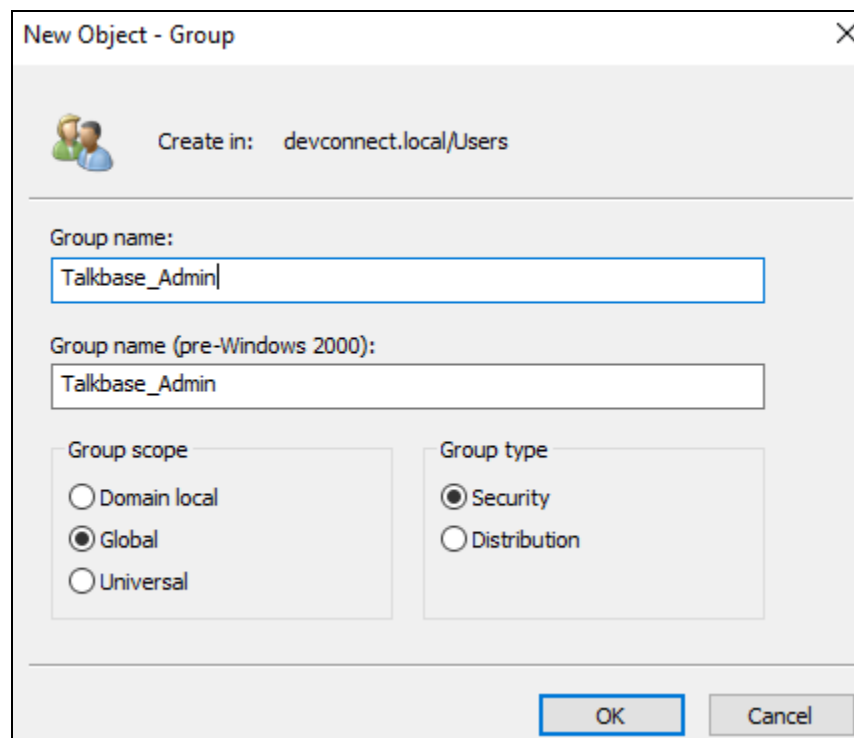 New Object - Group
Create in: devconnect.local/Users
Group name:
Talkbase_Admin
Group name (pre-Windows 2000):
Talkbase_Admin
Group scope
Domain local
Global
Universal
Group type
Security
Distribution
OK Cancel